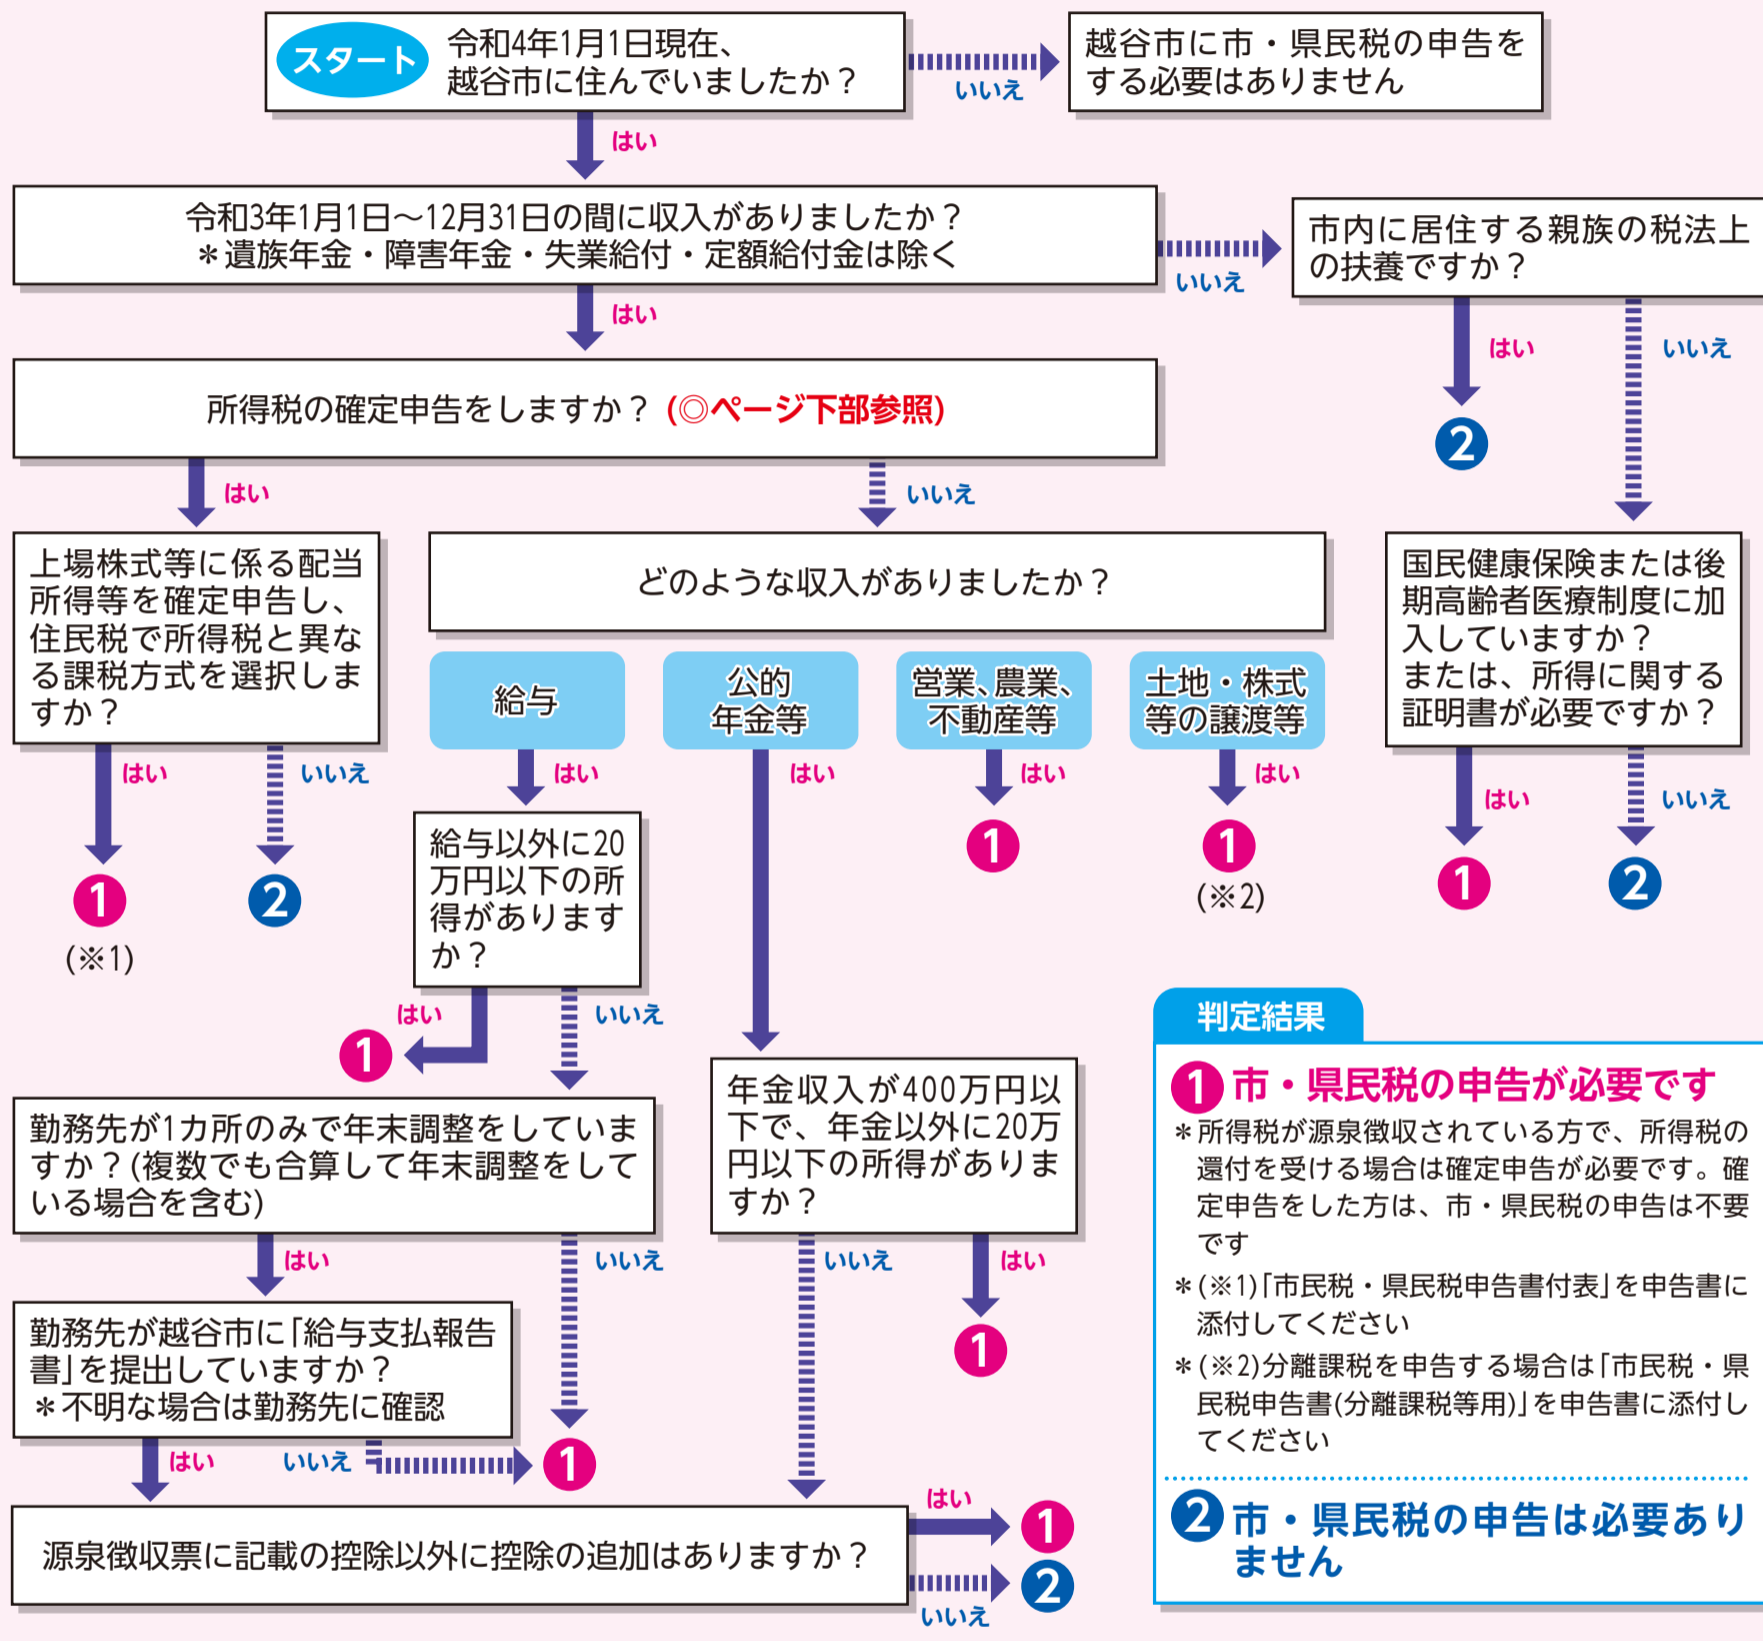 スタート
令和4年1月1日現在、
越谷市に住んでいましたか？
いいえ
越谷市に市・県民税の申告を
する必要はありません
はい
令和3年1月1日～12月31日の間に収入がありましたか？
＊遺族年金・障害年金・失業給付・定額給付金は除く
いいえ
市内に居住する親族の税法上
の扶養ですか？
はい
はい
いいえ
2
所得税の確定申告をしますか？(◎ページ下部参照)
はい
いいえ
上場株式等に係る配当
所得等を確定申告し、
住民税で所得税と異な
る課税方式を選択しま
すか？
どのような収入がありましたか？
国民健康保険または後
期高齢者医療制度に加
入していますか？
または、所得に関する
証明書が必要ですか？
給与
公的
年金等
営業、農業、
不動産等
土地・株式
等の譲渡等
はい
いいえ
はい
はい
はい
はい
はい
いいえ
1
(※1)
2
給与以外に20
万円以下の所
得があります
か？
1
1
(※2)
1
2
はい
いいえ
1
勤務先が1カ所のみで年末調整をしていま
すか？(複数でも合算して年末調整をして
いる場合を含む)
年金収入が400万円以
下で、年金以外に20万
円以下の所得がありま
すか？
はい
いいえ
いいえ
はい
1
勤務先が越谷市に「給与支払報告
書」を提出していますか？
＊不明な場合は勤務先に確認
はい
いいえ
1
源泉徴収票に記載の控除以外に控除の追加はありますか？
はい
1
いいえ
2
判定結果
1 市・県民税の申告が必要です
＊所得税が源泉徴収されている方で、所得税の
還付を受ける場合は確定申告が必要です。確
定申告をした方は、市・県民税の申告は不要
です
＊(※1)「市民税・県民税申告書付表」を申告書に
添付してください
＊(※2)分離課税を申告する場合は「市民税・県
民税申告書(分離課税等用)」を申告書に添付し
てください
2 市・県民税の申告は必要あり
ません